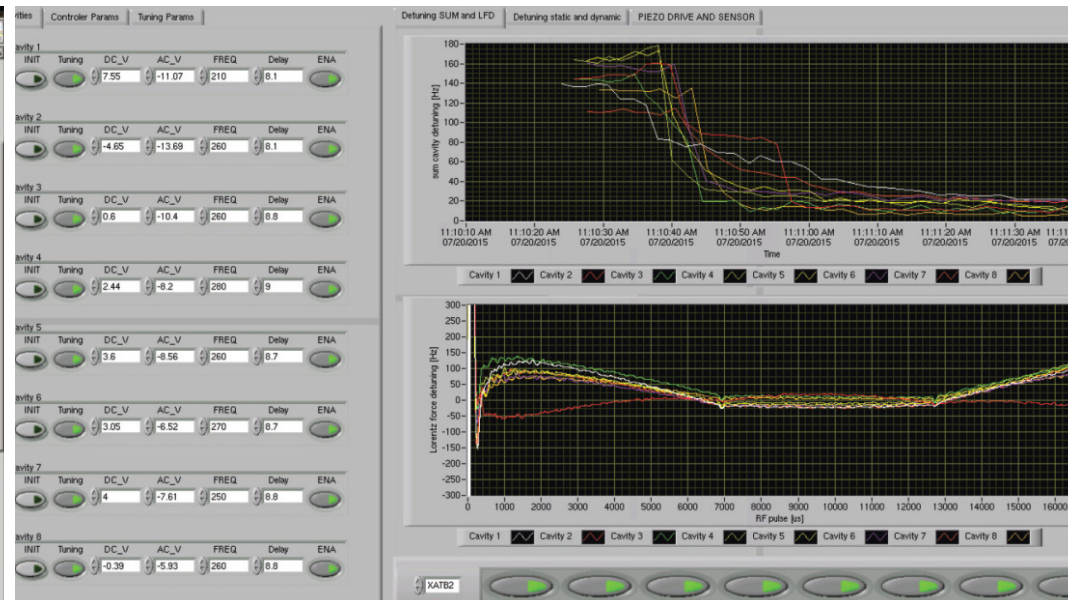 ities Controler Params Tuning Params
avity 1
INIT Tuning DC_V AC_V FREQ Delay ENA
7.55 -11.07 210 8.1
avity 2
INIT Tuning DC_V AC_V FREQ Delay ENA
-4.65 -13.69 260 8.1
avity 3
INIT Tuning DC_V AC_V FREQ Delay ENA
0.6 -10.4 260 8.8
avity 4
INIT Tuning DC_V AC_V FREQ Delay ENA
2.44 -8.2 280 9
avity 5
INIT Tuning DC_V AC_V FREQ Delay ENA
3.6 -8.56 260 8.7
avity 6
INIT Tuning DC_V AC_V FREQ Delay ENA
3.05 -6.52 270 8.7
avity 7
INIT Tuning DC_V AC_V FREQ Delay ENA
4 -7.61 250 8.8
avity 8
INIT Tuning DC_V AC_V FREQ Delay ENA
-0.39 -5.93 260 8.8
Detuning SUM and LFD Detuning static and dynamic PIEZO DRIVE AND SENSOR
sum cavity detuning [Hz]
180-
160-
140-
120-
100-
80-
60-
40-
20-
0-
11:10:10 AM 11:10:20 AM 11:10:30 AM 11:10:40 AM 11:10:50 AM 11:11:00 AM 11:11:10 AM 11:11:20 AM 11:11:30 AM 11:11
07/20/2015 07/20/2015 07/20/2015 07/20/2015 07/20/2015 07/20/2015 07/20/2015 07/20/2015 07/20/2015 07/2
Time
Cavity 1 Cavity 2 Cavity 3 Cavity 4 Cavity 5 Cavity 6 Cavity 7 Cavity 8
Lorentz force detuning [Hz]
300-
250-
200-
150-
100-
50-
0-
-50-
-100-
-150-
-200-
-250-
-300-
0 1000 2000 3000 4000 5000 6000 7000 8000 9000 10000 11000 12000 13000 14000 15000 16000
RF pulse [us]
Cavity 1 Cavity 2 Cavity 3 Cavity 4 Cavity 5 Cavity 6 Cavity 7 Cavity 8
XATB2